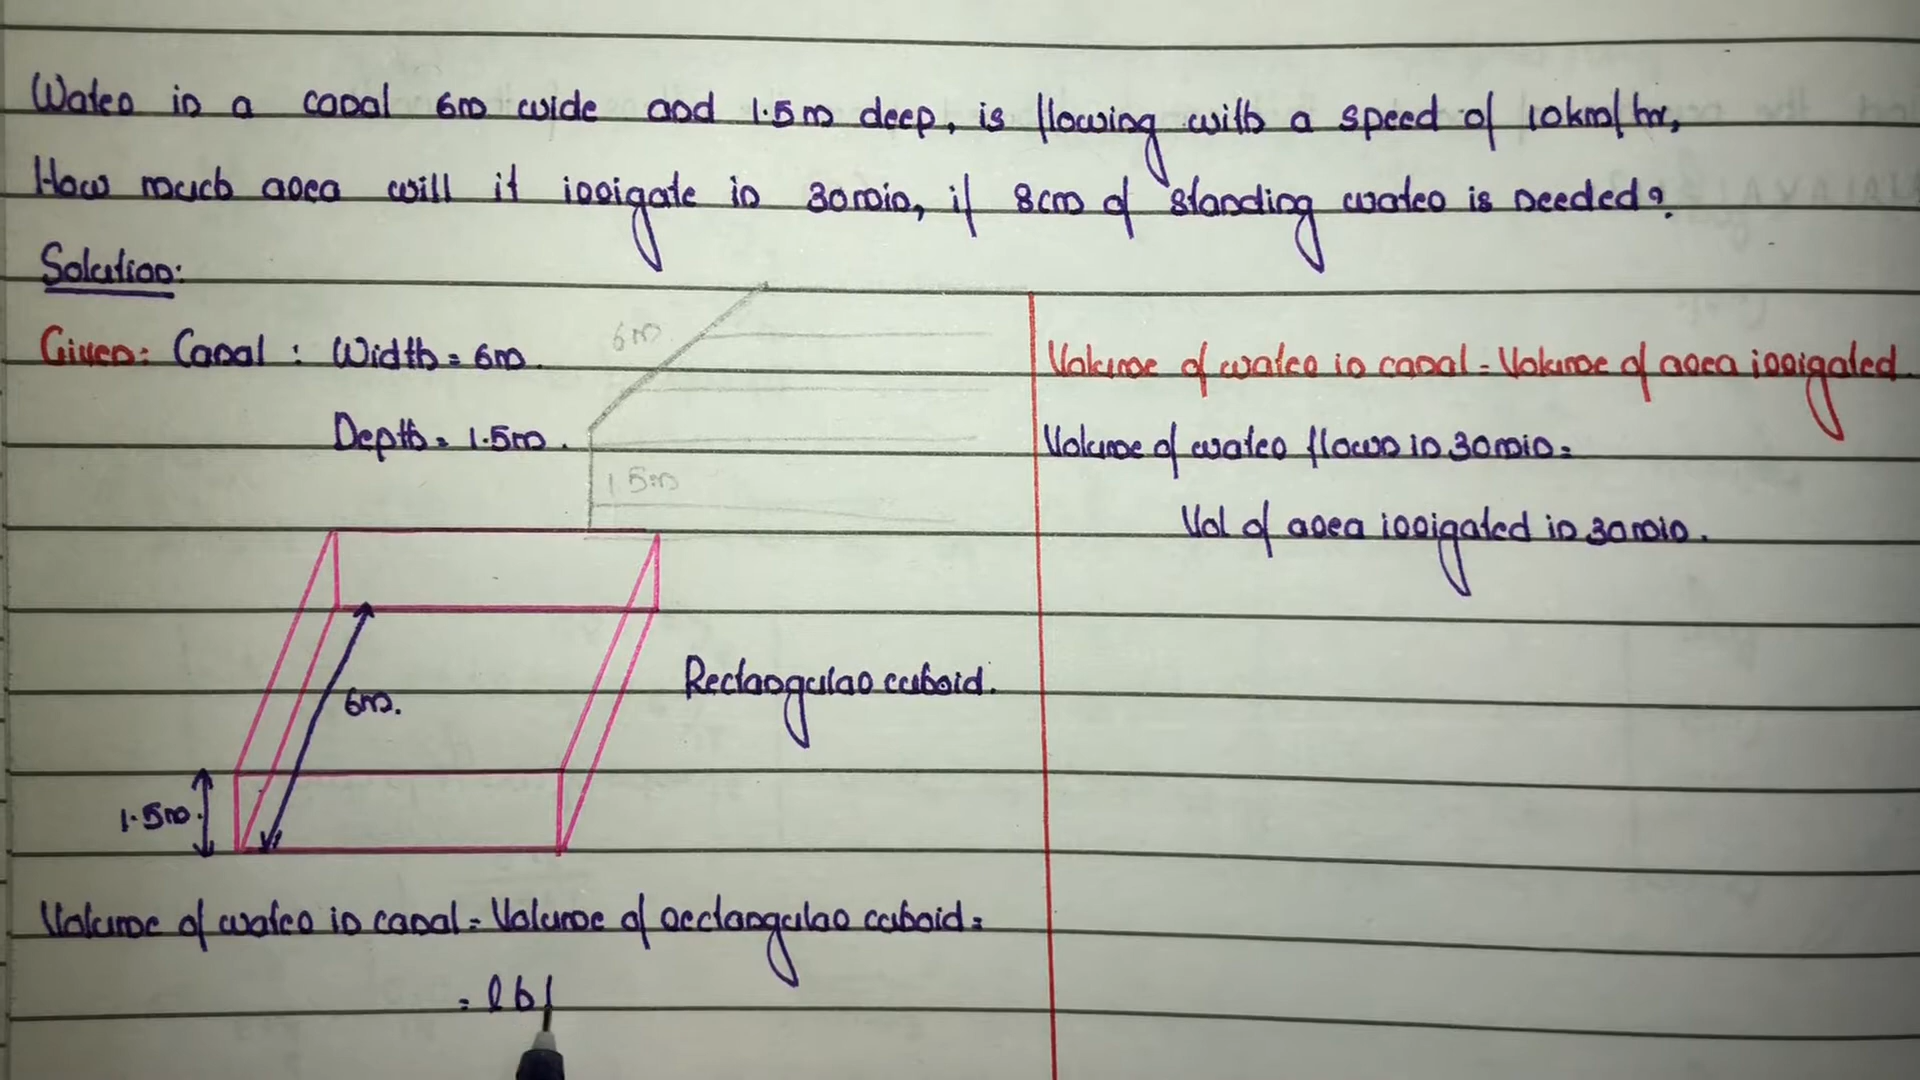 Water in a canal 6m wide and 1.5m deep, is flowing with a speed of 10km/hr,
How much area will it irrigate in 30min, if 8cm of standing water is needed?
Solution:
Given: Canal : Width = 6m.
Depth = 1.5m.
6m
1.5m
6m.
1.5m.
Rectangular cuboid.
Volume of water in canal = Volume of rectangular cuboid =
= lb
Volume of water in canal = Volume of area irrigated.
Volume of water flows in 30min =
Vol of area irrigated in 30min.